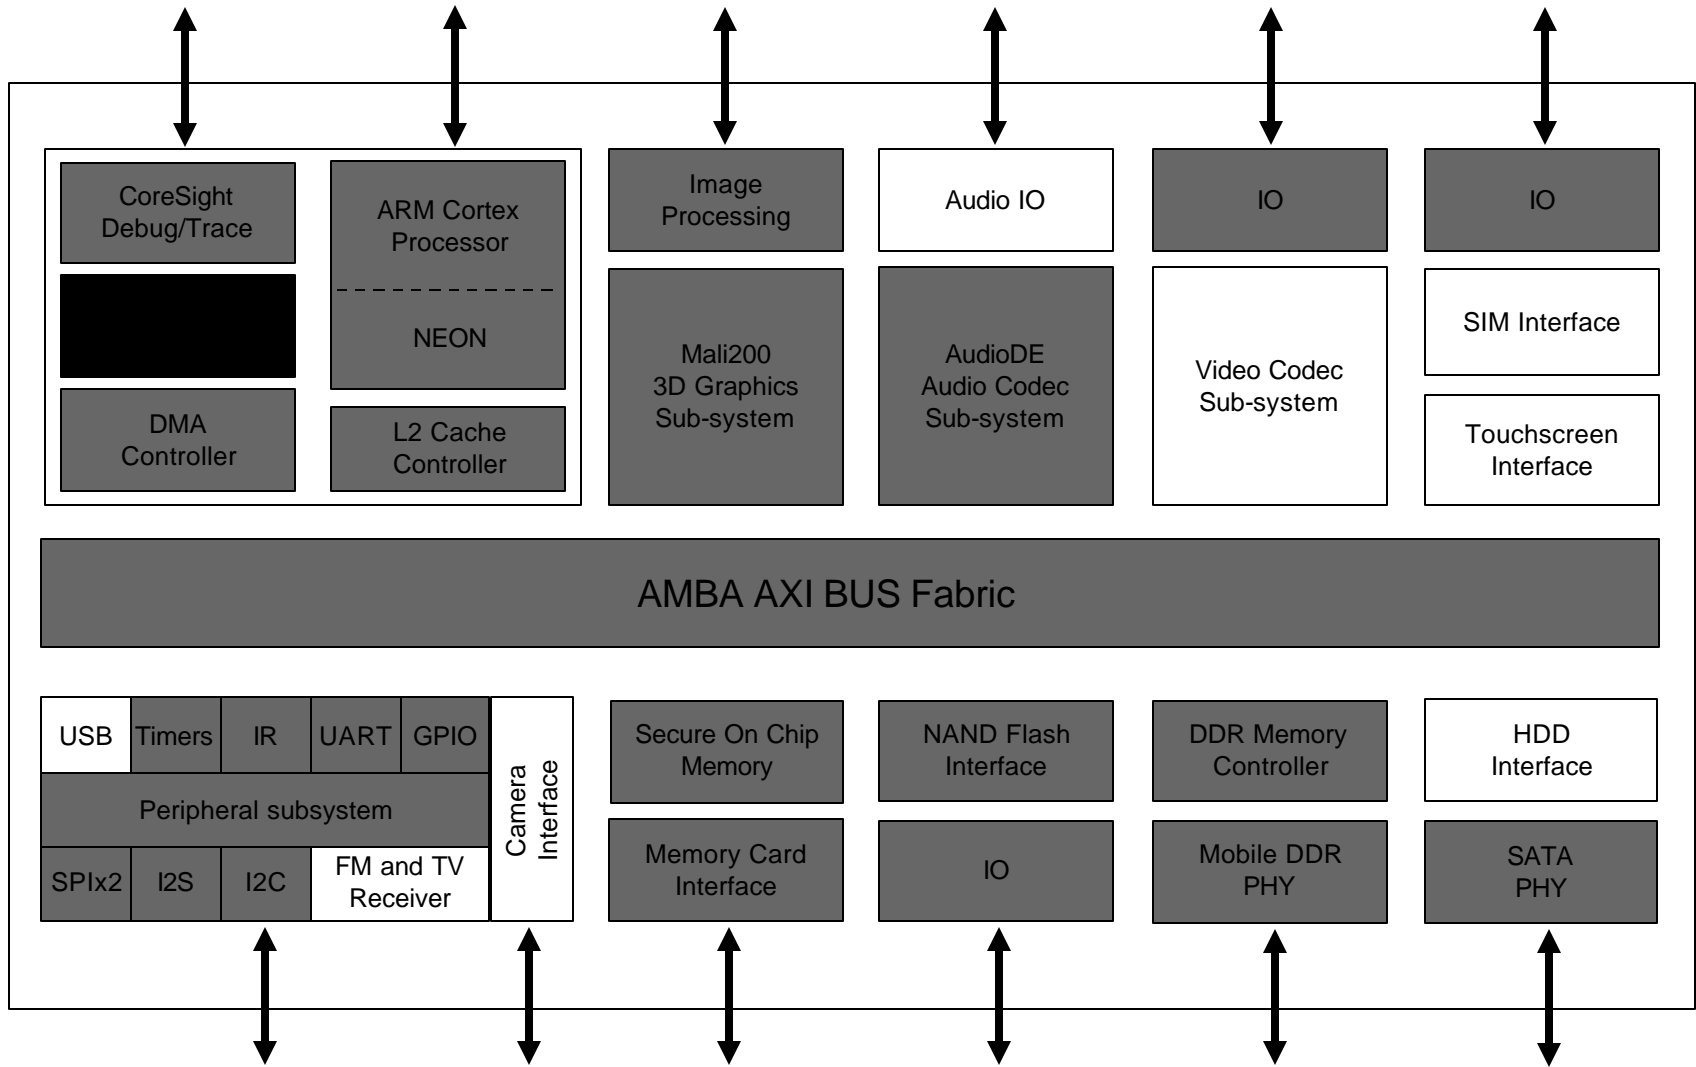 CoreSight
Debug/Trace
ARM Cortex
Processor
NEON
DMA
Controller
L2 Cache
Controller
Image
Processing
Mali200
3D Graphics
Sub-system
Audio IO
AudioDE
Audio Codec
Sub-system
IO
Video Codec
Sub-system
IO
SIM Interface
Touchscreen
Interface
AMBA AXI BUS Fabric
USB
Timers
IR
UART
GPIO
Peripheral subsystem
SPIx2
I2S
I2C
FM and TV
Receiver
Camera
Interface
Secure On Chip
Memory
Memory Card
Interface
NAND Flash
Interface
IO
DDR Memory
Controller
Mobile DDR
PHY
HDD
Interface
SATA
PHY